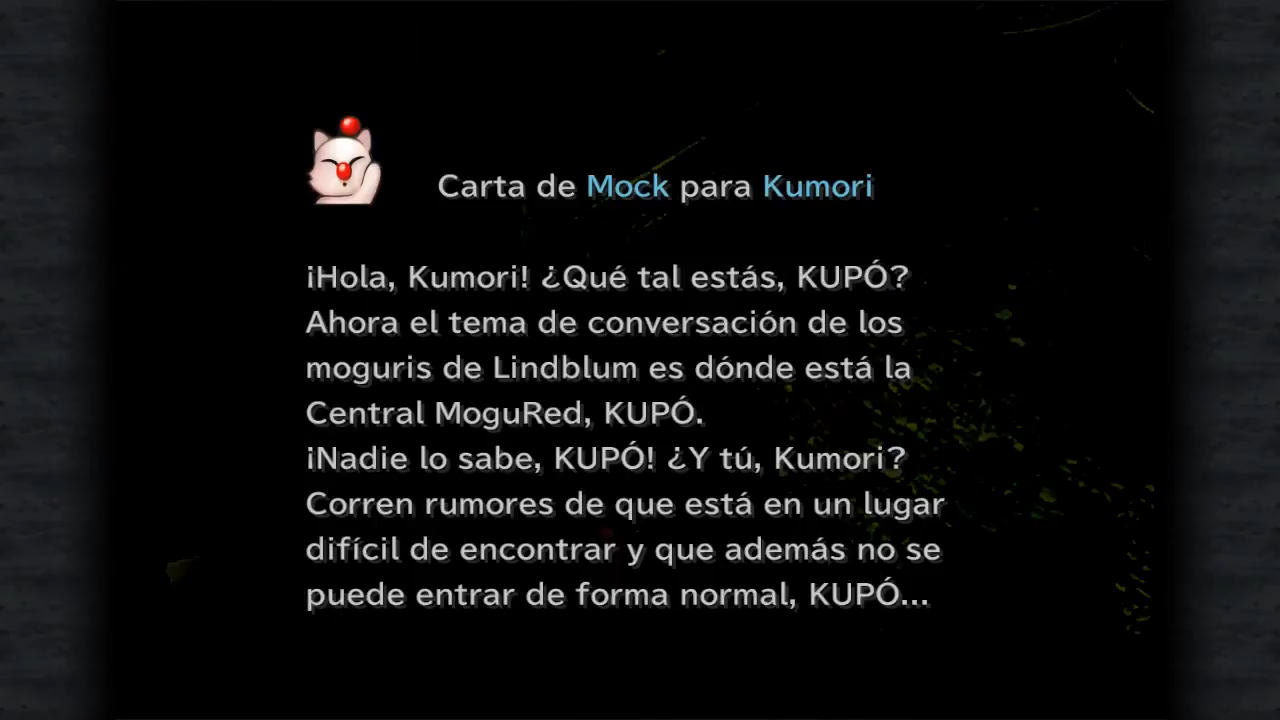 Carta de Mock para Kumori
¡Hola, Kumori! ¿Qué tal estás, KUPÓ?
Ahora el tema de conversación de los
moguris de Lindblum es dónde está la
Central MoguRed, KUPÓ.
¡Nadie lo sabe, KUPÓ! ¿Y tú, Kumori?
Corren rumores de que está en un lugar
difícil de encontrar y que además no se
puede entrar de forma normal, KUPÓ...